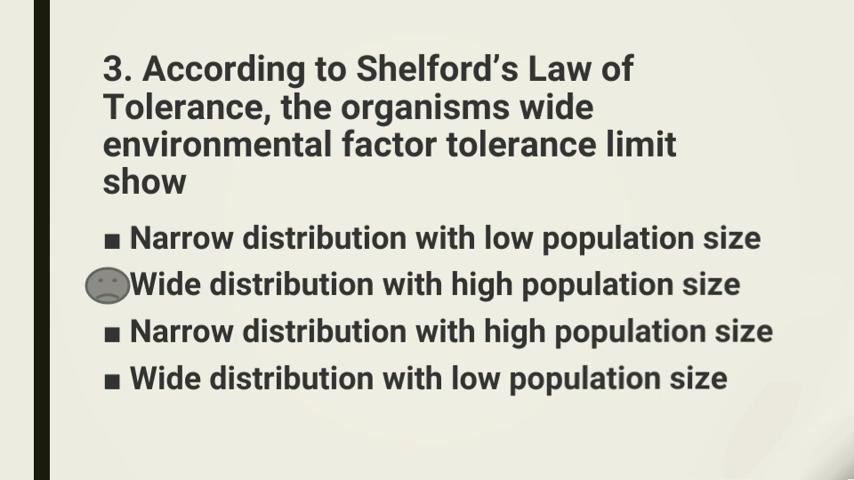 3. According to Shelford’s Law of
Tolerance, the organisms wide
environmental factor tolerance limit
show
■ Narrow distribution with low population size
Wide distribution with high population size
■ Narrow distribution with high population size
■ Wide distribution with low population size